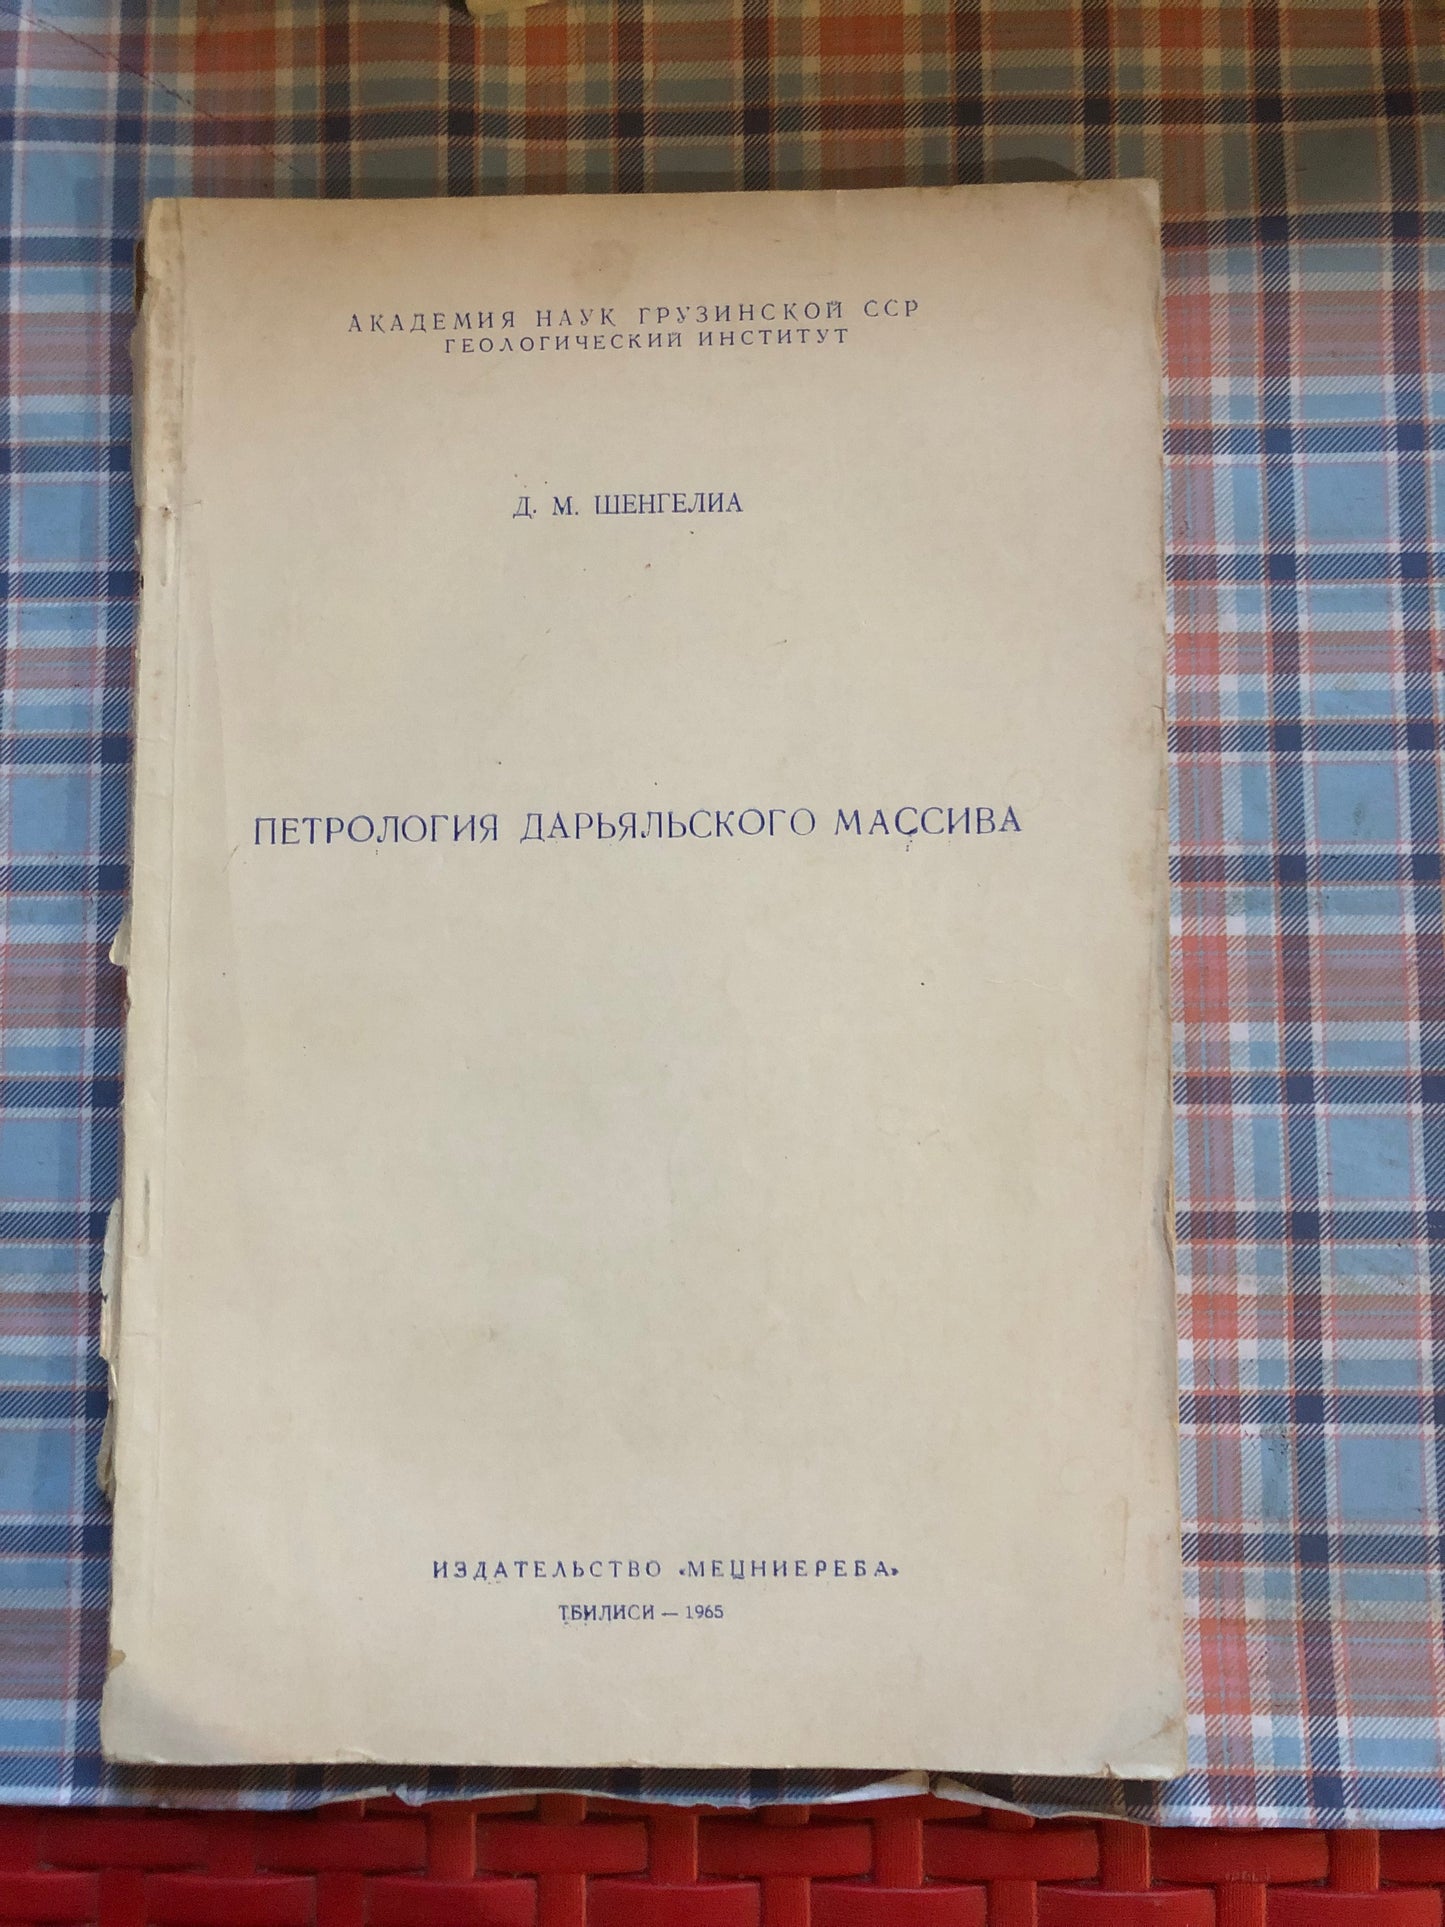 АКАДЕМИЯ НАУК ГРУЗИНСКОЙ ССР
ГЕОЛОГИЧЕСКИЙ ИНСТИТУТ
Д. М. ШЕНГЕЛИА
ПЕТРОЛОГИЯ ДАРЬЯЛЬСКОГО МАССИВА
ИЗДАТЕЛЬСТВО «МЕЦНИЕРЕБА»
ТБИЛИСИ — 1965